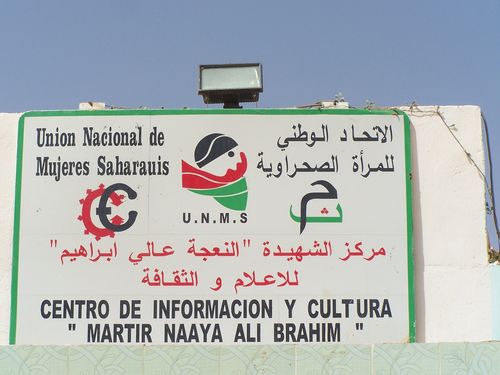 Union Nacional de
Mujeres Saharauis
الاتحاد الوطني
للمرأة الصحراوية
U.N.M.S
مركز الشهيدة "النعجة عالي ابراهيم"
للاعلام و الثقافة
CENTRO DE INFORMACION Y CULTURA
" MARTIR NAAYA ALI BRAHIM "